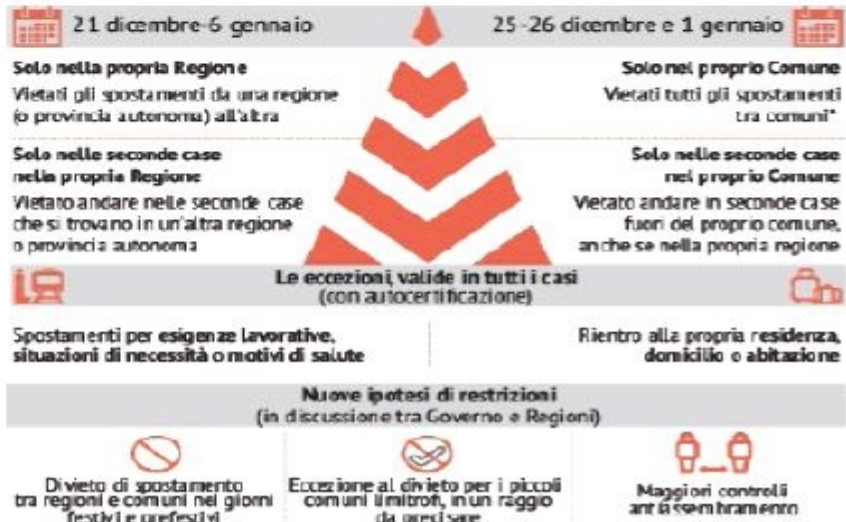 21 dicembre-6 gennaio
25-26 dicembre e 1 gennaio
Solo nella propria Regione
Vietati gli spostamenti da una regione
(o provincia autonoma) all'altra
Solo nel proprio Comune
Vietati tutti gli spostamenti
tra comuni*
Solo nelle seconde case
nella propria Regione
Vietato andare nelle seconde case
che si trovano in un'altra regione
o provincia autonoma
Solo nelle seconde case
nel proprio Comune
Vietato andare in seconde case
fuori del proprio comune,
anche se nella propria regione
Le eccezioni, valide in tutti i casi
(con autocertificazione)
Spostamenti per esigenze lavorative,
situazioni di necessità o motivi di salute
Rientro alla propria residenza,
domicilio o abitazione
Nuove ipotesi di restrizioni
(in discussione tra Governo e Regioni)
Divieto di spostamento
tra regioni e comuni nei giorni
festivi e prefestivi
Eccezione al divieto per i piccoli
comuni limitrofi, in un raggio
da precisare
Maggiori controlli
antiassembramento